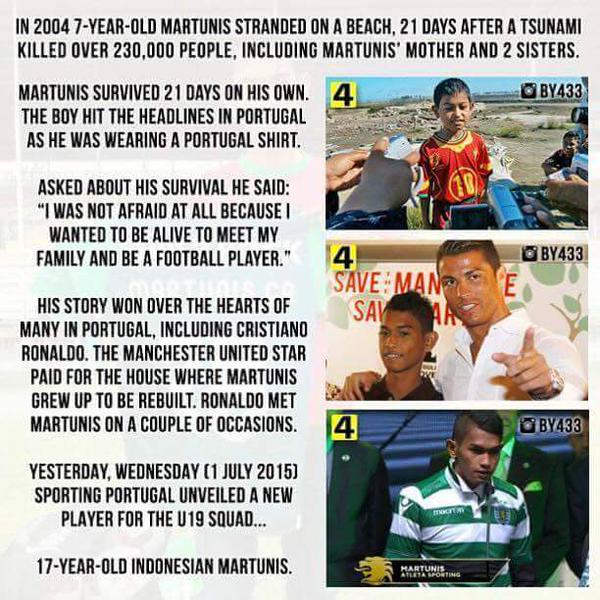 IN 2004 7-YEAR-OLD MARTUNIS STRANDED ON A BEACH, 21 DAYS AFTER A TSUNAMI
KILLED OVER 230,000 PEOPLE, INCLUDING MARTUNIS' MOTHER AND 2 SISTERS.
MARTUNIS SURVIVED 21 DAYS ON HIS OWN.
THE BOY HIT THE HEADLINES IN PORTUGAL
AS HE WAS WEARING A PORTUGAL SHIRT.
ASKED ABOUT HIS SURVIVAL HE SAID:
"I WAS NOT AFRAID AT ALL BECAUSE I
WANTED TO BE ALIVE TO MEET MY
FAMILY AND BE A FOOTBALL PLAYER."
HIS STORY WON OVER THE HEARTS OF
MANY IN PORTUGAL, INCLUDING CRISTIANO
RONALDO. THE MANCHESTER UNITED STAR
PAID FOR THE HOUSE WHERE MARTUNIS
GREW UP TO BE REBUILT. RONALDO MET
MARTUNIS ON A COUPLE OF OCCASIONS.
YESTERDAY, WEDNESDAY (1 JULY 2015)
SPORTING PORTUGAL UNVEILED A NEW
PLAYER FOR THE U19 SQUAD...
17-YEAR-OLD INDONESIAN MARTUNIS.
4
BY433
10
4
BY433
SAVE MAN E
SAV AR
4
BY433
macron
MARTUNIS
ATLETA SPORTING